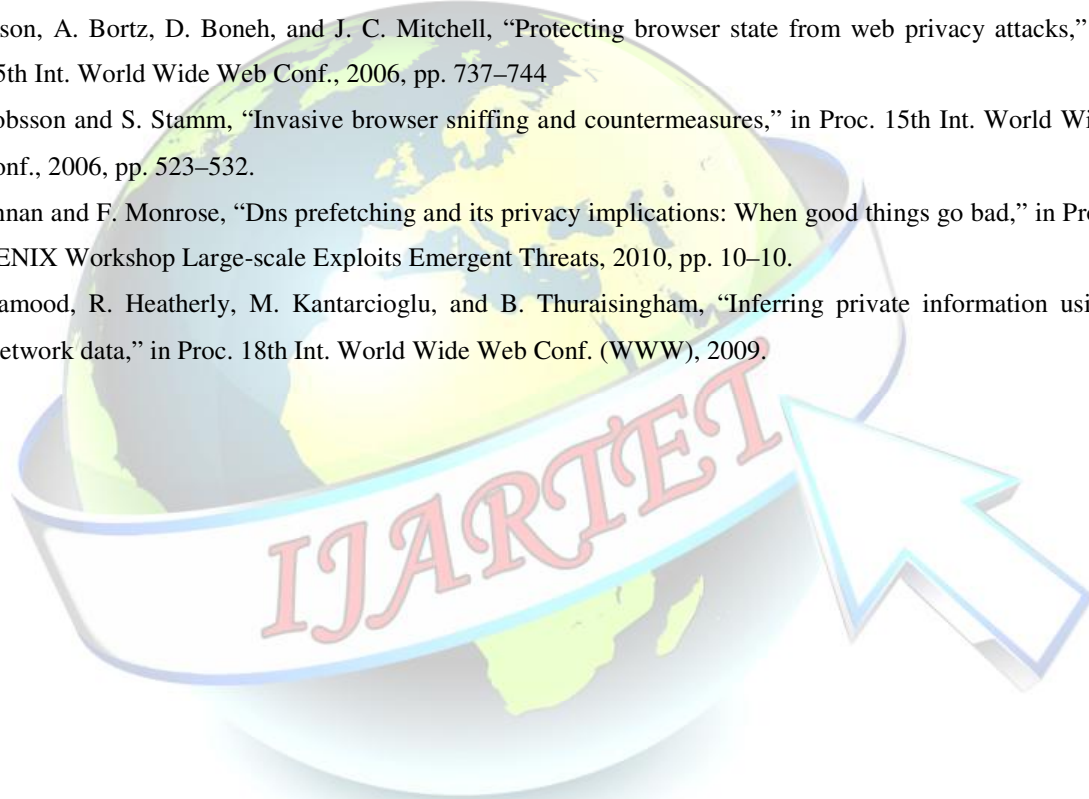 son, A. Bortz, D. Boneh, and J. C. Mitchell, “Protecting browser state from web privacy attacks,”
5th Int. World Wide Web Conf., 2006, pp. 737–744
obsson and S. Stamm, “Invasive browser sniffing and countermeasures,” in Proc. 15th Int. World Wi
onf., 2006, pp. 523–532.
nnan and F. Monrose, “Dns prefetching and its privacy implications: When good things go bad,” in Pro
ENIX Workshop Large-scale Exploits Emergent Threats, 2010, pp. 10–10.
amood, R. Heatherly, M. Kantarcioglu, and B. Thuraisingham, “Inferring private information usi
etwork data,” in Proc. 18th Int. World Wide Web Conf. (WWW), 2009.
IJARTET